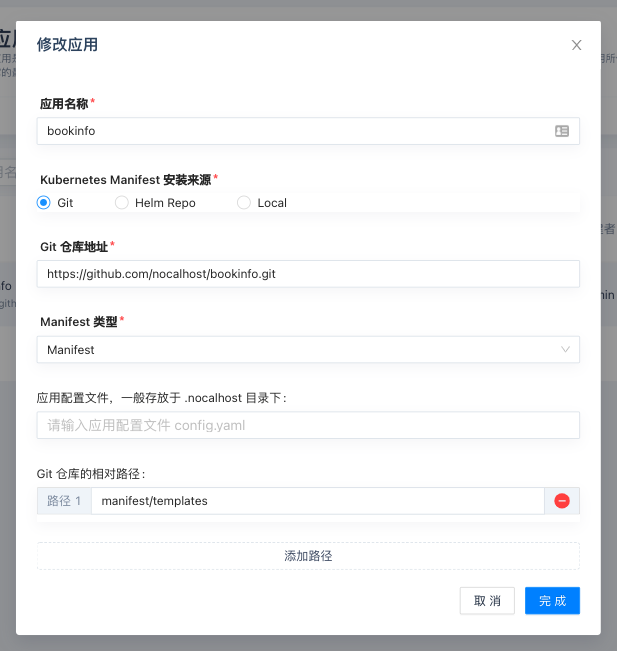 修改应用
应用名称*
bookinfo
Kubernetes Manifest 安装来源*
Git Helm Repo Local
Git 仓库地址*
https://github.com/nocalhost/bookinfo.git
Manifest 类型*
Manifest
应用配置文件，一般存放于 .nocalhost 目录下：
请输入应用配置文件 config.yaml
Git 仓库的相对路径：
路径 1 manifest/templates
添加路径
取 消 完 成